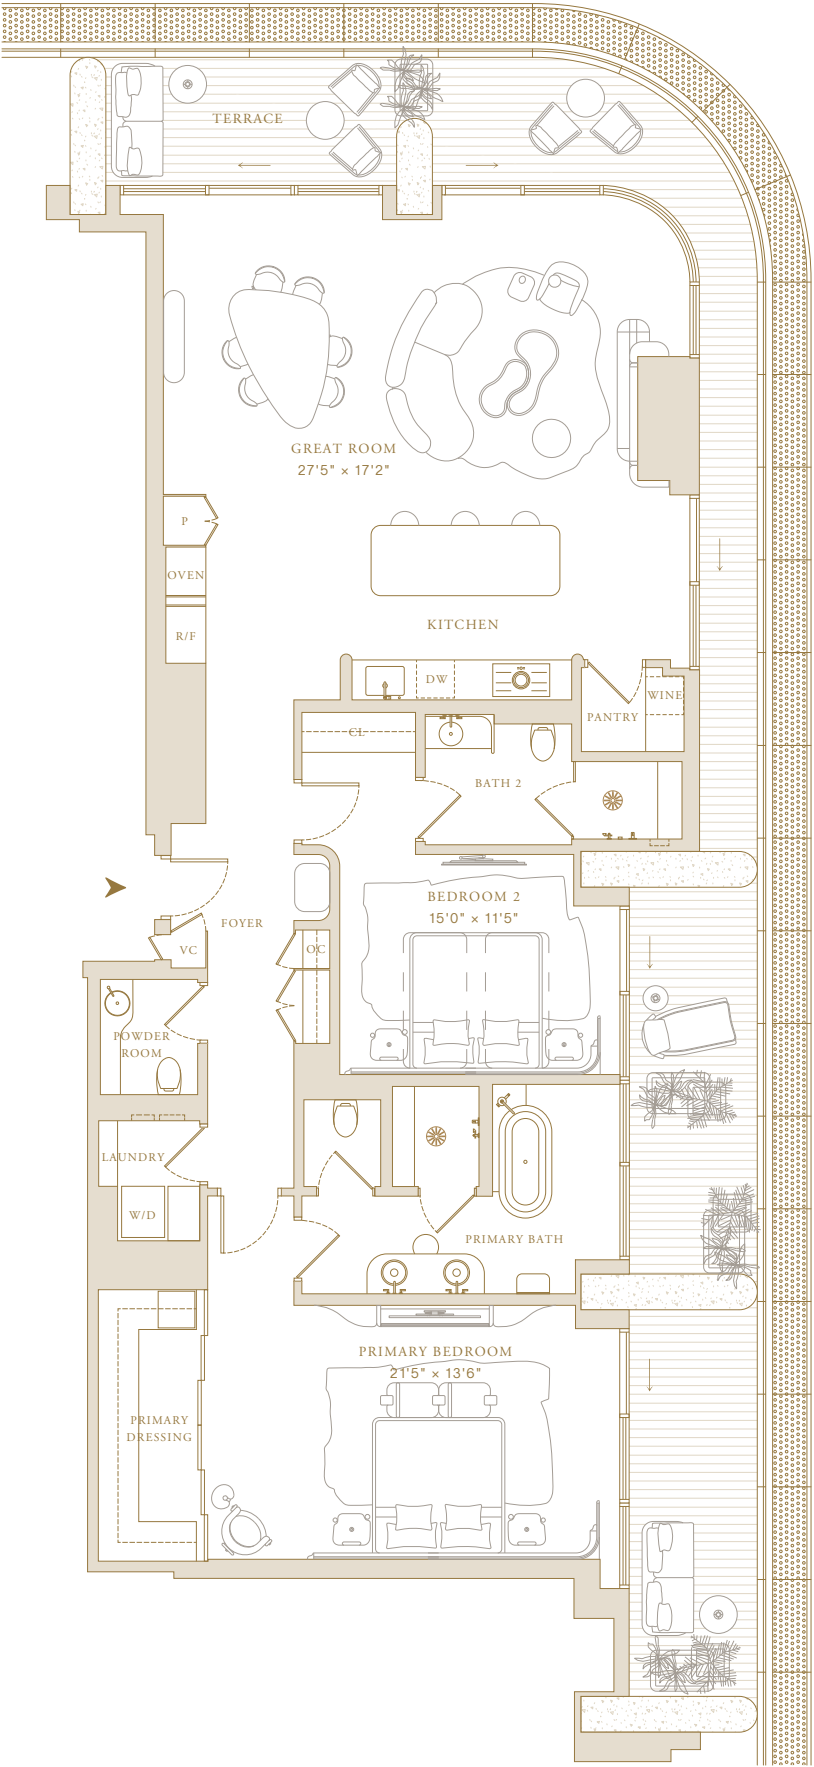 TERRACE
GREAT ROOM
27'5" × 17'2"
P
OVEN
R/F
KITCHEN
DW
WINE
PANTRY
CL
BATH 2
BEDROOM 2
15'0" × 11'5"
FOYER
VC
OC
POWDER
ROOM
LAUNDRY
W/D
PRIMARY BATH
PRIMARY BEDROOM
21'5" × 13'6"
PRIMARY
DRESSING